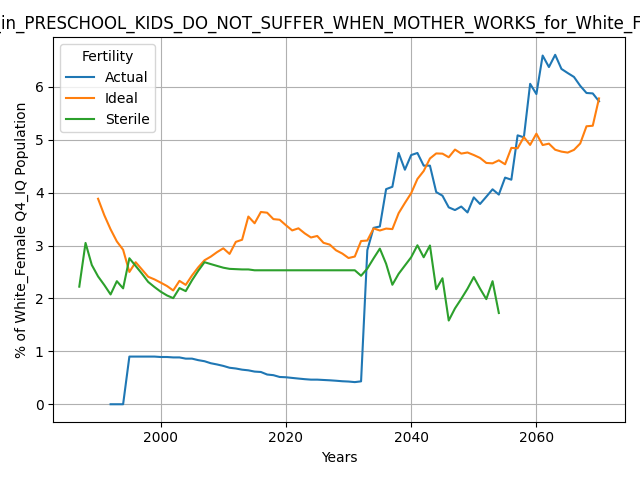 _in_PRESCHOOL_KIDS_DO_NOT_SUFFER_WHEN_MOTHER_WORKS_for_White_F
Fertility
Actual
Ideal
Sterile
% of White_Female Q4_IQ Population
6
5
4
3
2
1
0
2000 2020 2040 2060
Years